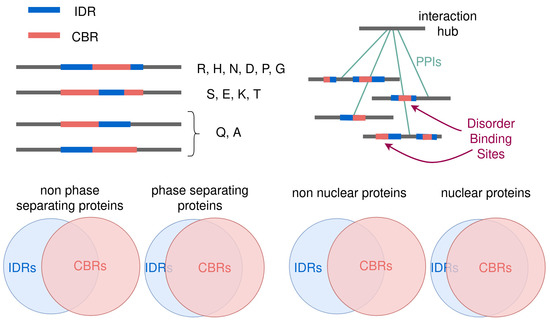 IDR
CBR
R, H, N, D, P, G
S, E, K, T
Q, A
interaction
hub
PPIs
Disorder
Binding
Sites
non phase
separating proteins
phase separating
proteins
non nuclear proteins
nuclear proteins
IDRs
CBRs
IDRs
CBRs
IDRs
CBRs
IDRs
CBRs